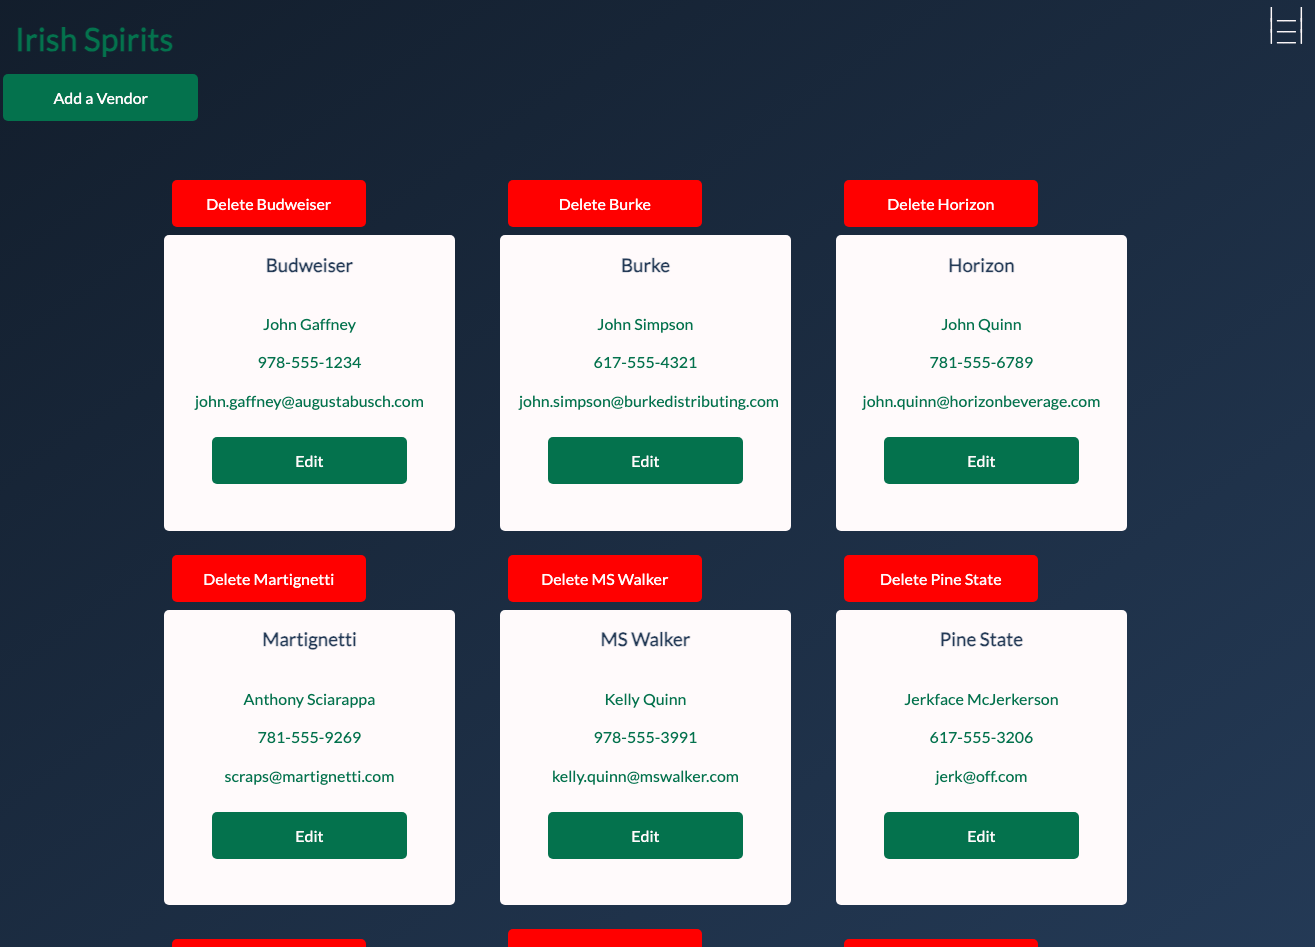 Irish Spirits
Add a Vendor
Delete Budweiser
Delete Burke
Delete Horizon
Budweiser
John Gaffney
978-555-1234
john.gaffney@augustabusch.com
Edit
Burke
John Simpson
617-555-4321
john.simpson@burkedistributing.com
Edit
Horizon
John Quinn
781-555-6789
john.quinn@horizonbeverage.com
Edit
Delete Martignetti
Delete MS Walker
Delete Pine State
Martignetti
Anthony Sciarappa
781-555-9269
scraps@martignetti.com
Edit
MS Walker
Kelly Quinn
978-555-3991
kelly.quinn@mswalker.com
Edit
Pine State
Jerkface McJerkerson
617-555-3206
jerk@off.com
Edit